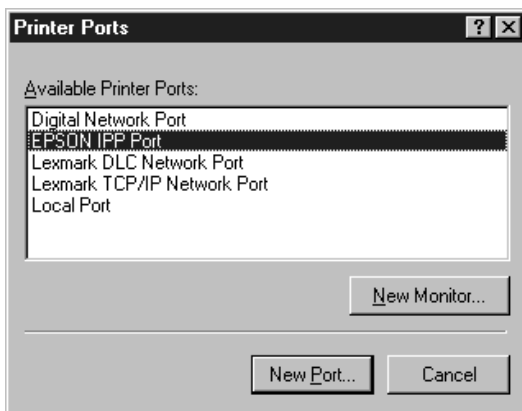 Printer Ports
? X
Available Printer Ports:
Digital Network Port
EPSON IPP Port
Lexmark DLC Network Port
Lexmark TCP/IP Network Port
Local Port
New Monitor...
New Port... Cancel